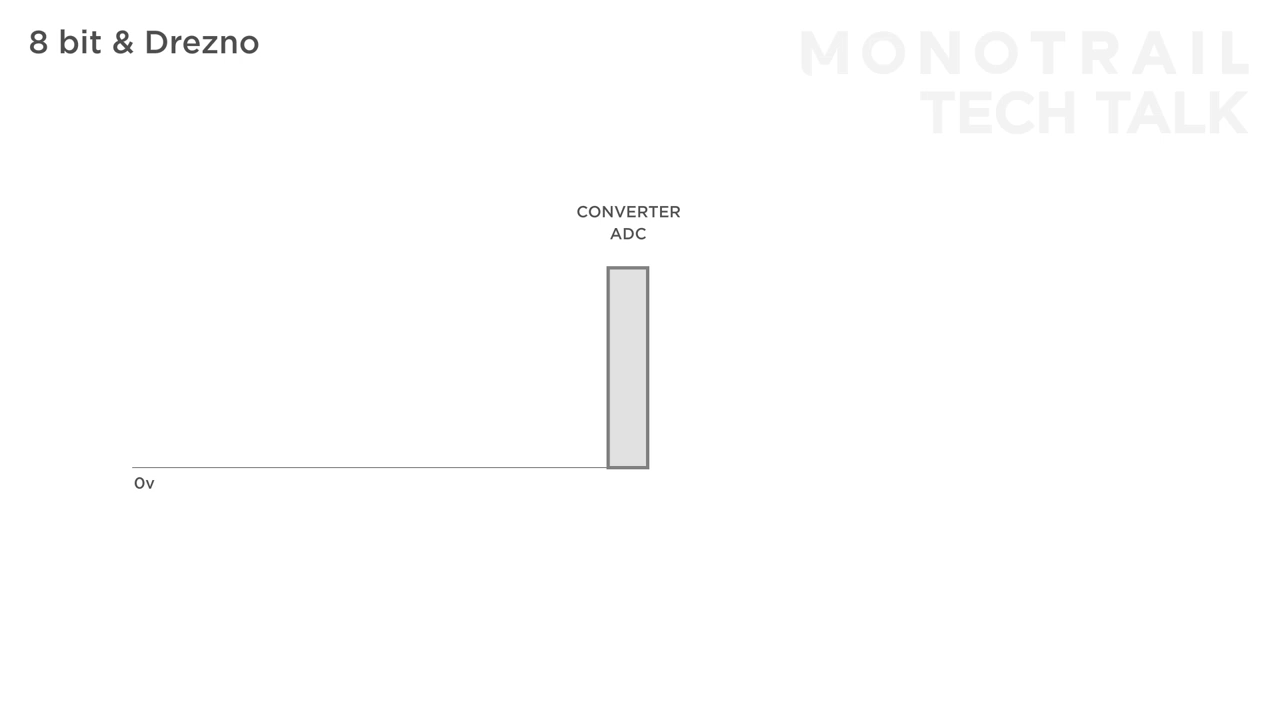 8 bit & Drezno
MONOTRAIL
TECH TALK
CONVERTER
ADC
0v